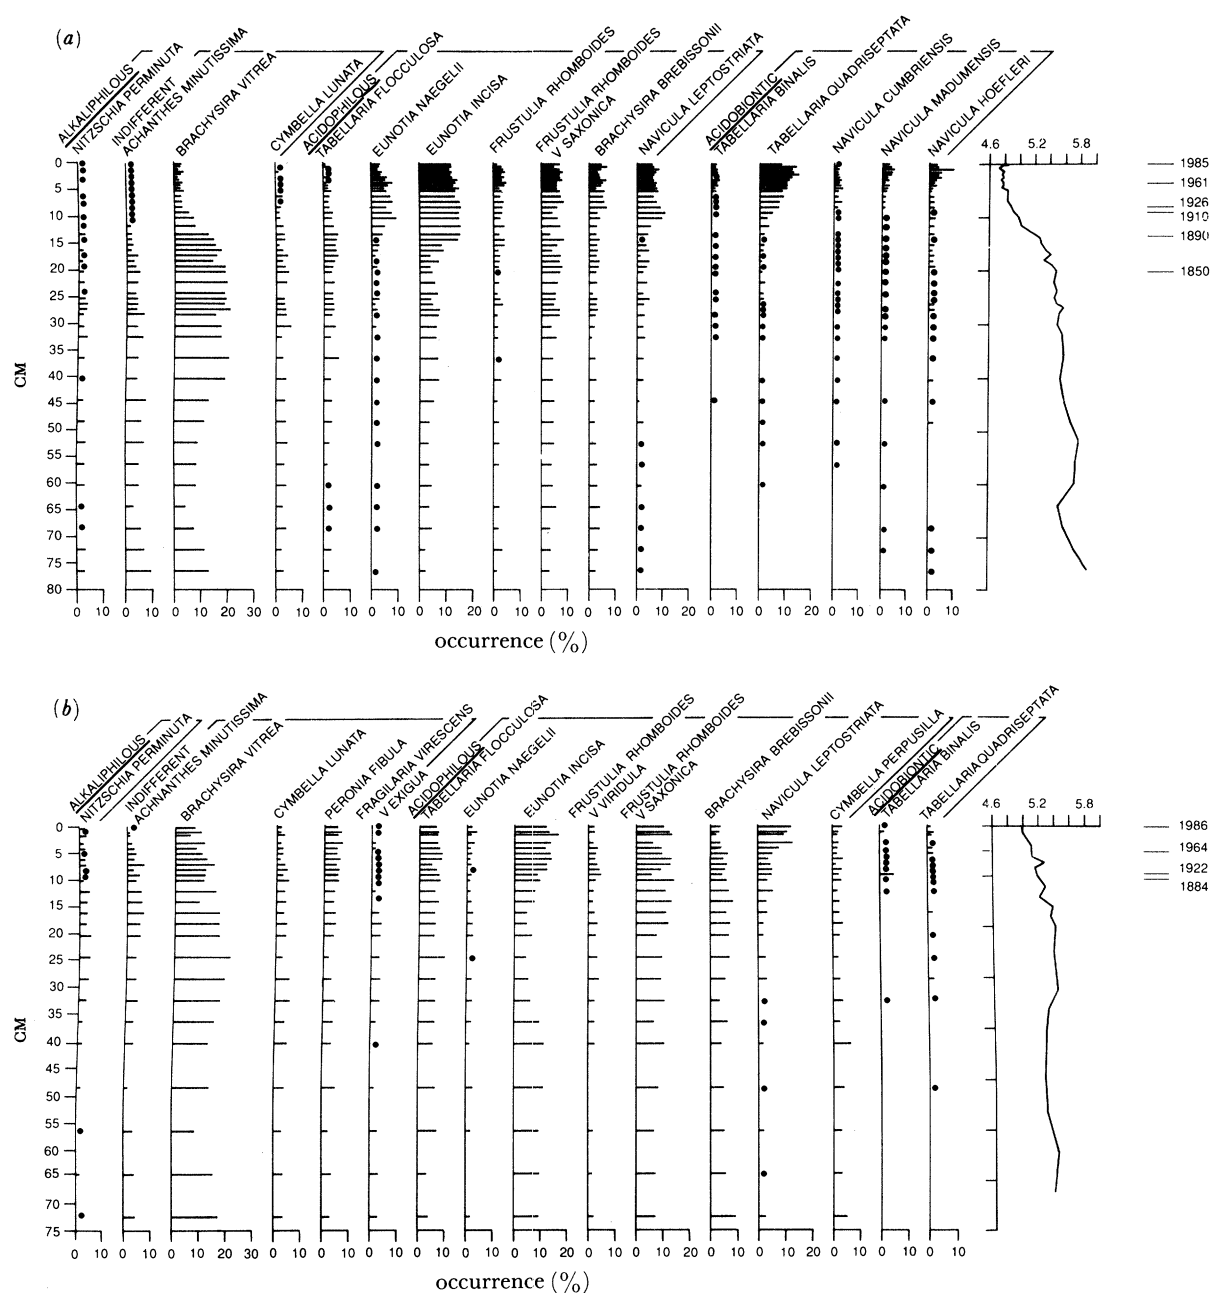 (a)
ALKALIPHILOUS
NITZSCHIA PERMINUTA
INDIFFERENT
ACHANTHES MINUTISSIMA
BRACHYSIRA VITREA
CYMBELLA LUNATA
ACIDOPHILOUS
TABELLARIA FLOCCULOSA
EUNOTIA NAEGELII
EUNOTIA INCISA
FRUSTULIA RHOMBOIDES
FRUSTULIA RHOMBOIDES
V SAXONICA
BRACHYSIRA BREBISSONII
NAVICULA LEPTOSTRIATA
ACIDOBIONTIC
TABELLARIA BINALIS
TABELLARIA QUADRISEPTATA
NAVICULA CUMBRIENSIS
NAVICULA MADUMENSIS
NAVICULA HOEFLERI
4.6 5.2 5.8
0
5
10
15
20
25
30
35
40
45
50
55
60
65
70
75
80
CM
1985
1961
1926
1910
1890
1850
0 10 0 10 0 10 20 30 0 10 0 10 0 10 0 10 20 0 10 0 10 0 10 0 10 0 10 0 10 20 0 10 0 10 0 10
occurrence (%)
(b)
ALKALIPHILOUS
NITZSCHIA PERMINUTA
INDIFFERENT
ACHNANTHES MINUTISSIMA
BRACHYSIRA VITREA
CYMBELLA LUNATA
PERONIA FIBULA
FRAGILARIA VIRESCENS
V EXIGUA
ACIDOPHILOUS
TABELLARIA FLOCCULOSA
EUNOTIA NAEGELII
EUNOTIA INCISA
FRUSTULIA RHOMBOIDES
V VIRIDULA
FRUSTULIA RHOMBOIDES
V SAXONICA
BRACHYSIRA BREBISSONII
NAVICULA LEPTOSTRIATA
CYMBELLA PERPUSILLA
ACIDOBIONTIC
TABELLARIA BINALIS
TABELLARIA QUADRISEPTATA
4.6 5.2 5.8
0
5
10
15
20
25
30
35
40
45
50
55
60
65
70
75
CM
1986
1964
1922
1884
0 10 0 10 0 10 20 30 0 10 0 10 0 10 0 10 0 10 0 10 20 0 10 0 10 20 0 10 0 10 0 10 0 10 0 10
occurrence (%)